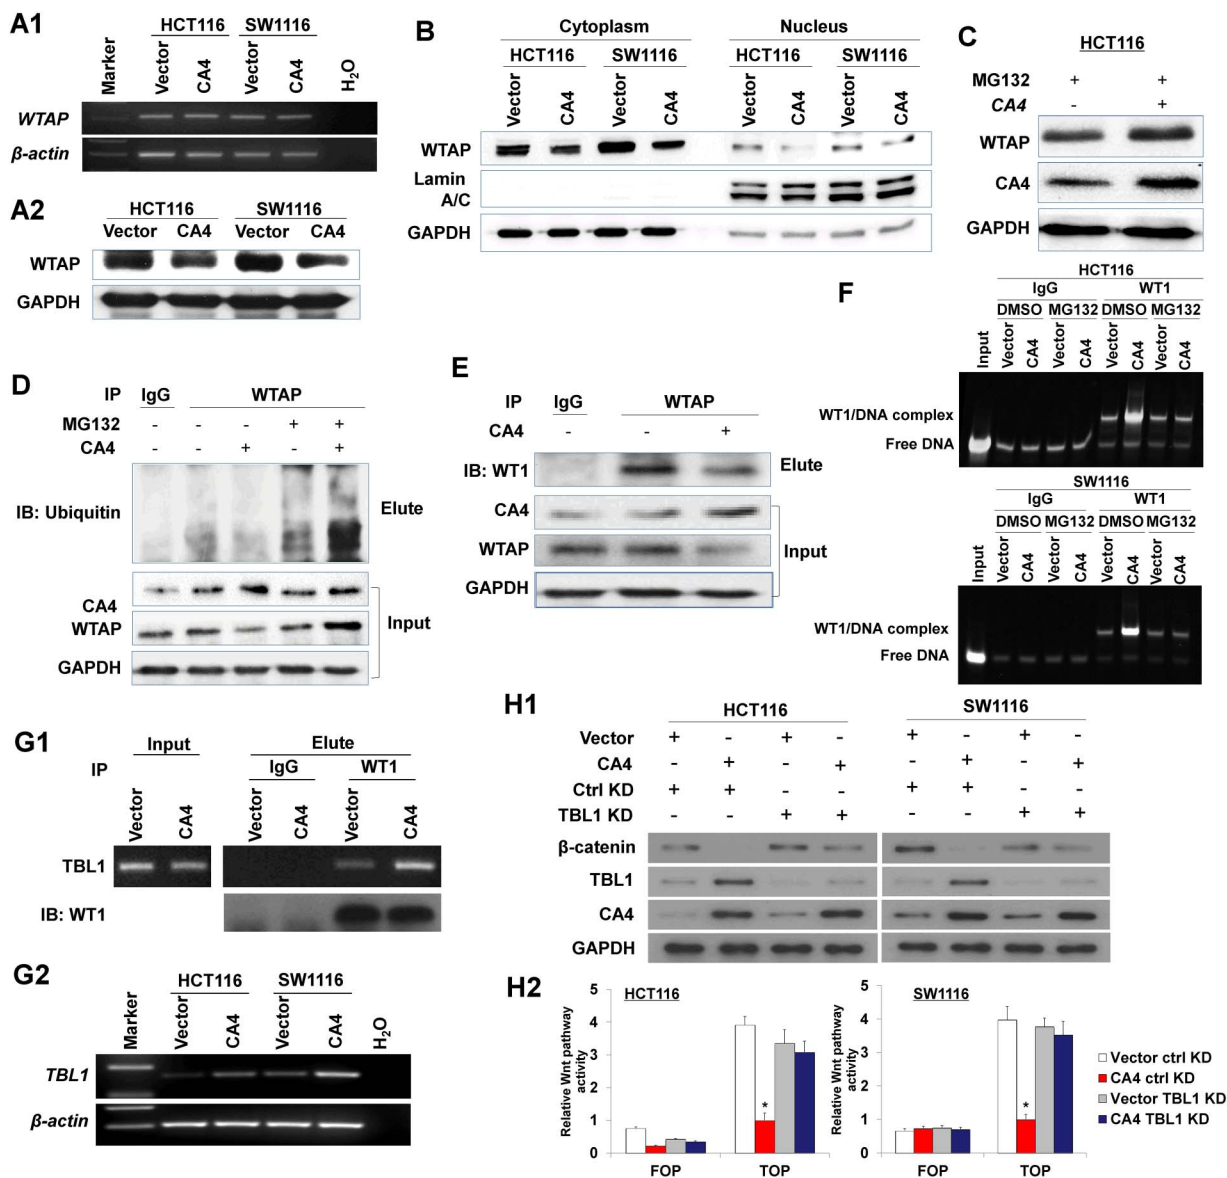 A1
HCT116 SW1116
Marker Vector CA4 Vector CA4 H2O
WTAP
β-actin
A2
HCT116 SW1116
Vector CA4 Vector CA4
WTAP
GAPDH
B
Cytoplasm Nucleus
HCT116 SW1116 HCT116 SW1116
Vector CA4 Vector CA4 Vector CA4 Vector CA4
WTAP
Lamin
A/C
GAPDH
C
HCT116
MG132 + +
CA4 - +
WTAP
CA4
GAPDH
D
IP IgG WTAP
MG132 - - - + +
CA4 - - + - +
IB: Ubiquitin Elute
CA4
WTAP Input
GAPDH
E
IP IgG WTAP
CA4 - - +
IB: WT1 Elute
CA4
WTAP Input
GAPDH
F
HCT116
IgG WT1
DMSO MG132 DMSO MG132
Input Vector CA4 Vector CA4 Vector CA4 Vector CA4
WT1/DNA complex
Free DNA
SW1116
IgG WT1
DMSO MG132 DMSO MG132
Input Vector CA4 Vector CA4 Vector CA4 Vector CA4
WT1/DNA complex
Free DNA
G1
Input Elute
IP IgG WT1
Vector CA4 Vector CA4 Vector CA4
TBL1
IB: WT1
G2
HCT116 SW1116
Marker Vector CA4 Vector CA4 H2O
TBL1
β-actin
H1
HCT116 SW1116
Vector + - + - + - + -
CA4 - + - + - + - +
Ctrl KD + + - - + + - -
TBL1 KD - - + + - - + +
β-catenin
TBL1
CA4
GAPDH
H2
HCT116
Relative Wnt pathway
activity
5
4
3
2
1
0
*
FOP TOP
SW1116
Relative Wnt pathway
activity
5
4
3
2
1
0
*
FOP TOP
Vector ctrl KD
CA4 ctrl KD
Vector TBL1 KD
CA4 TBL1 KD